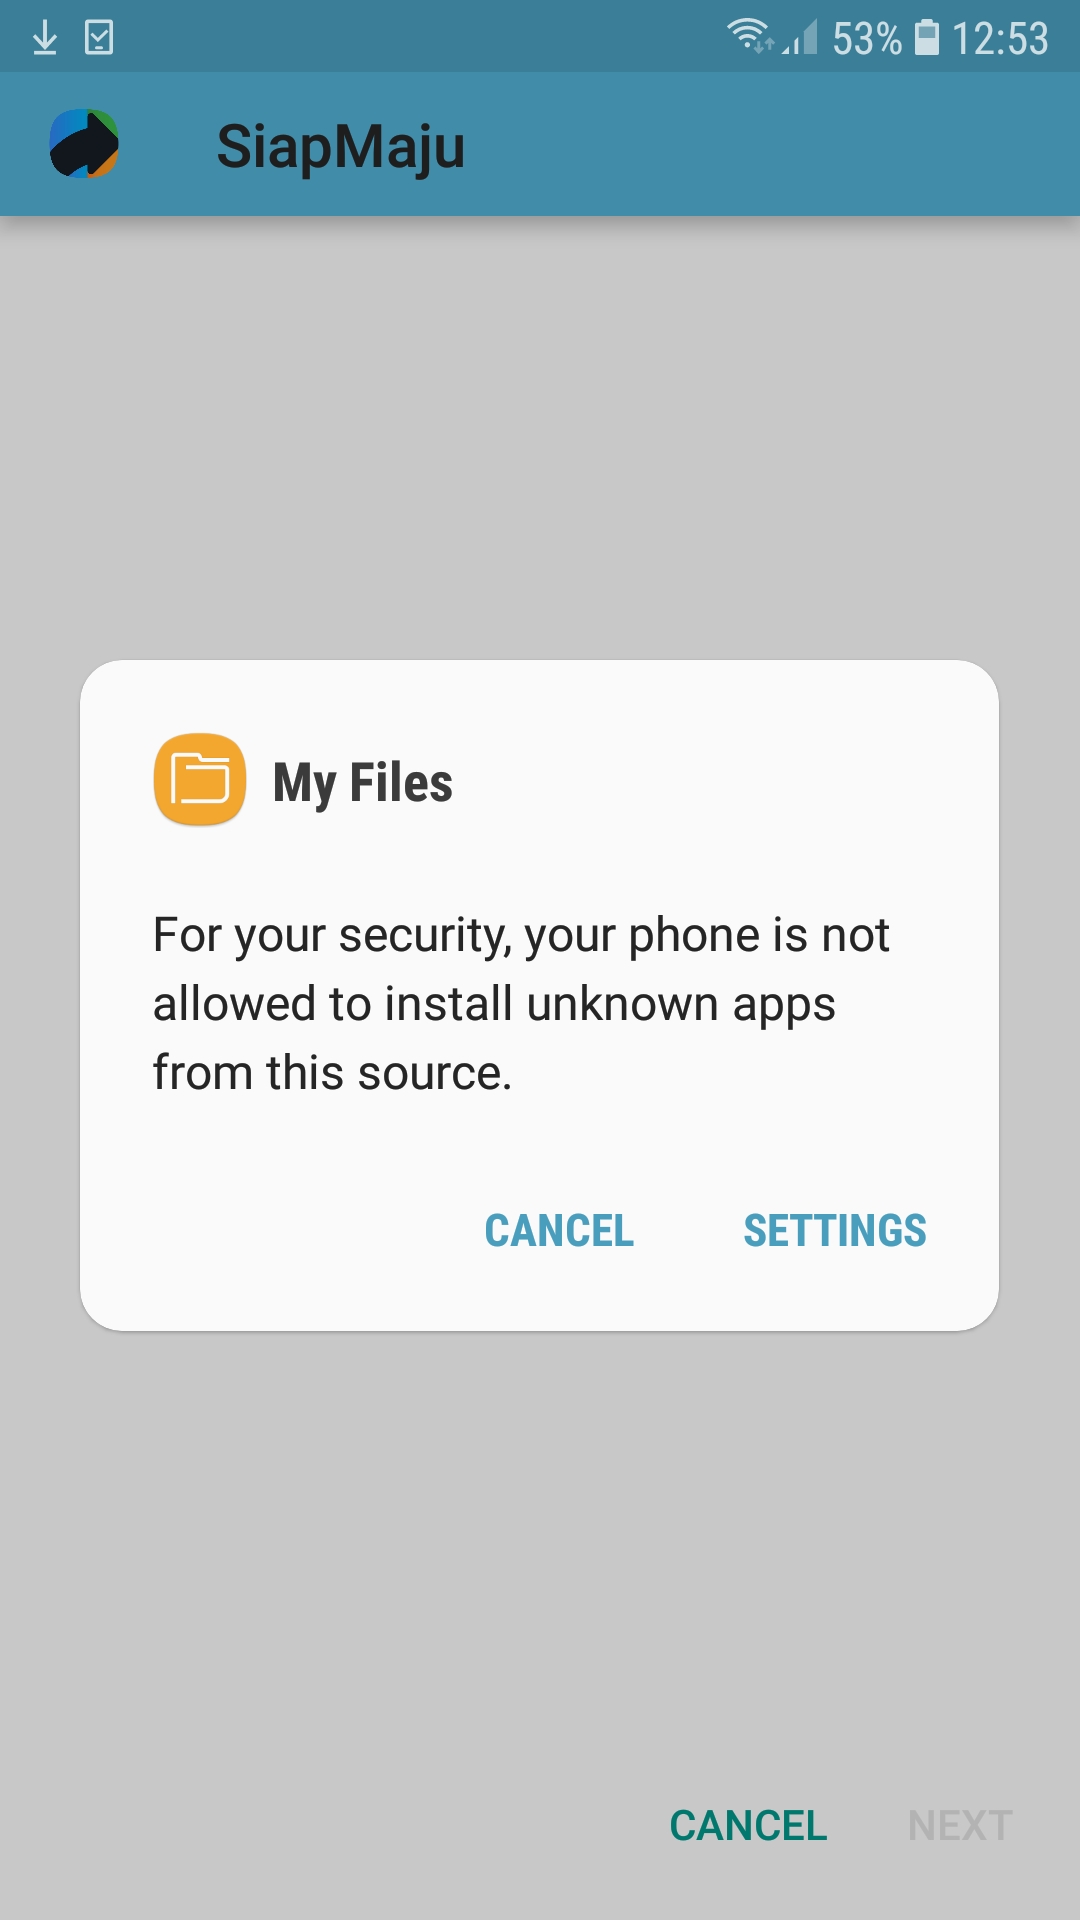 53% 12:53
SiapMaju
My Files
For your security, your phone is not
allowed to install unknown apps
from this source.
CANCEL SETTINGS
CANCEL NEXT